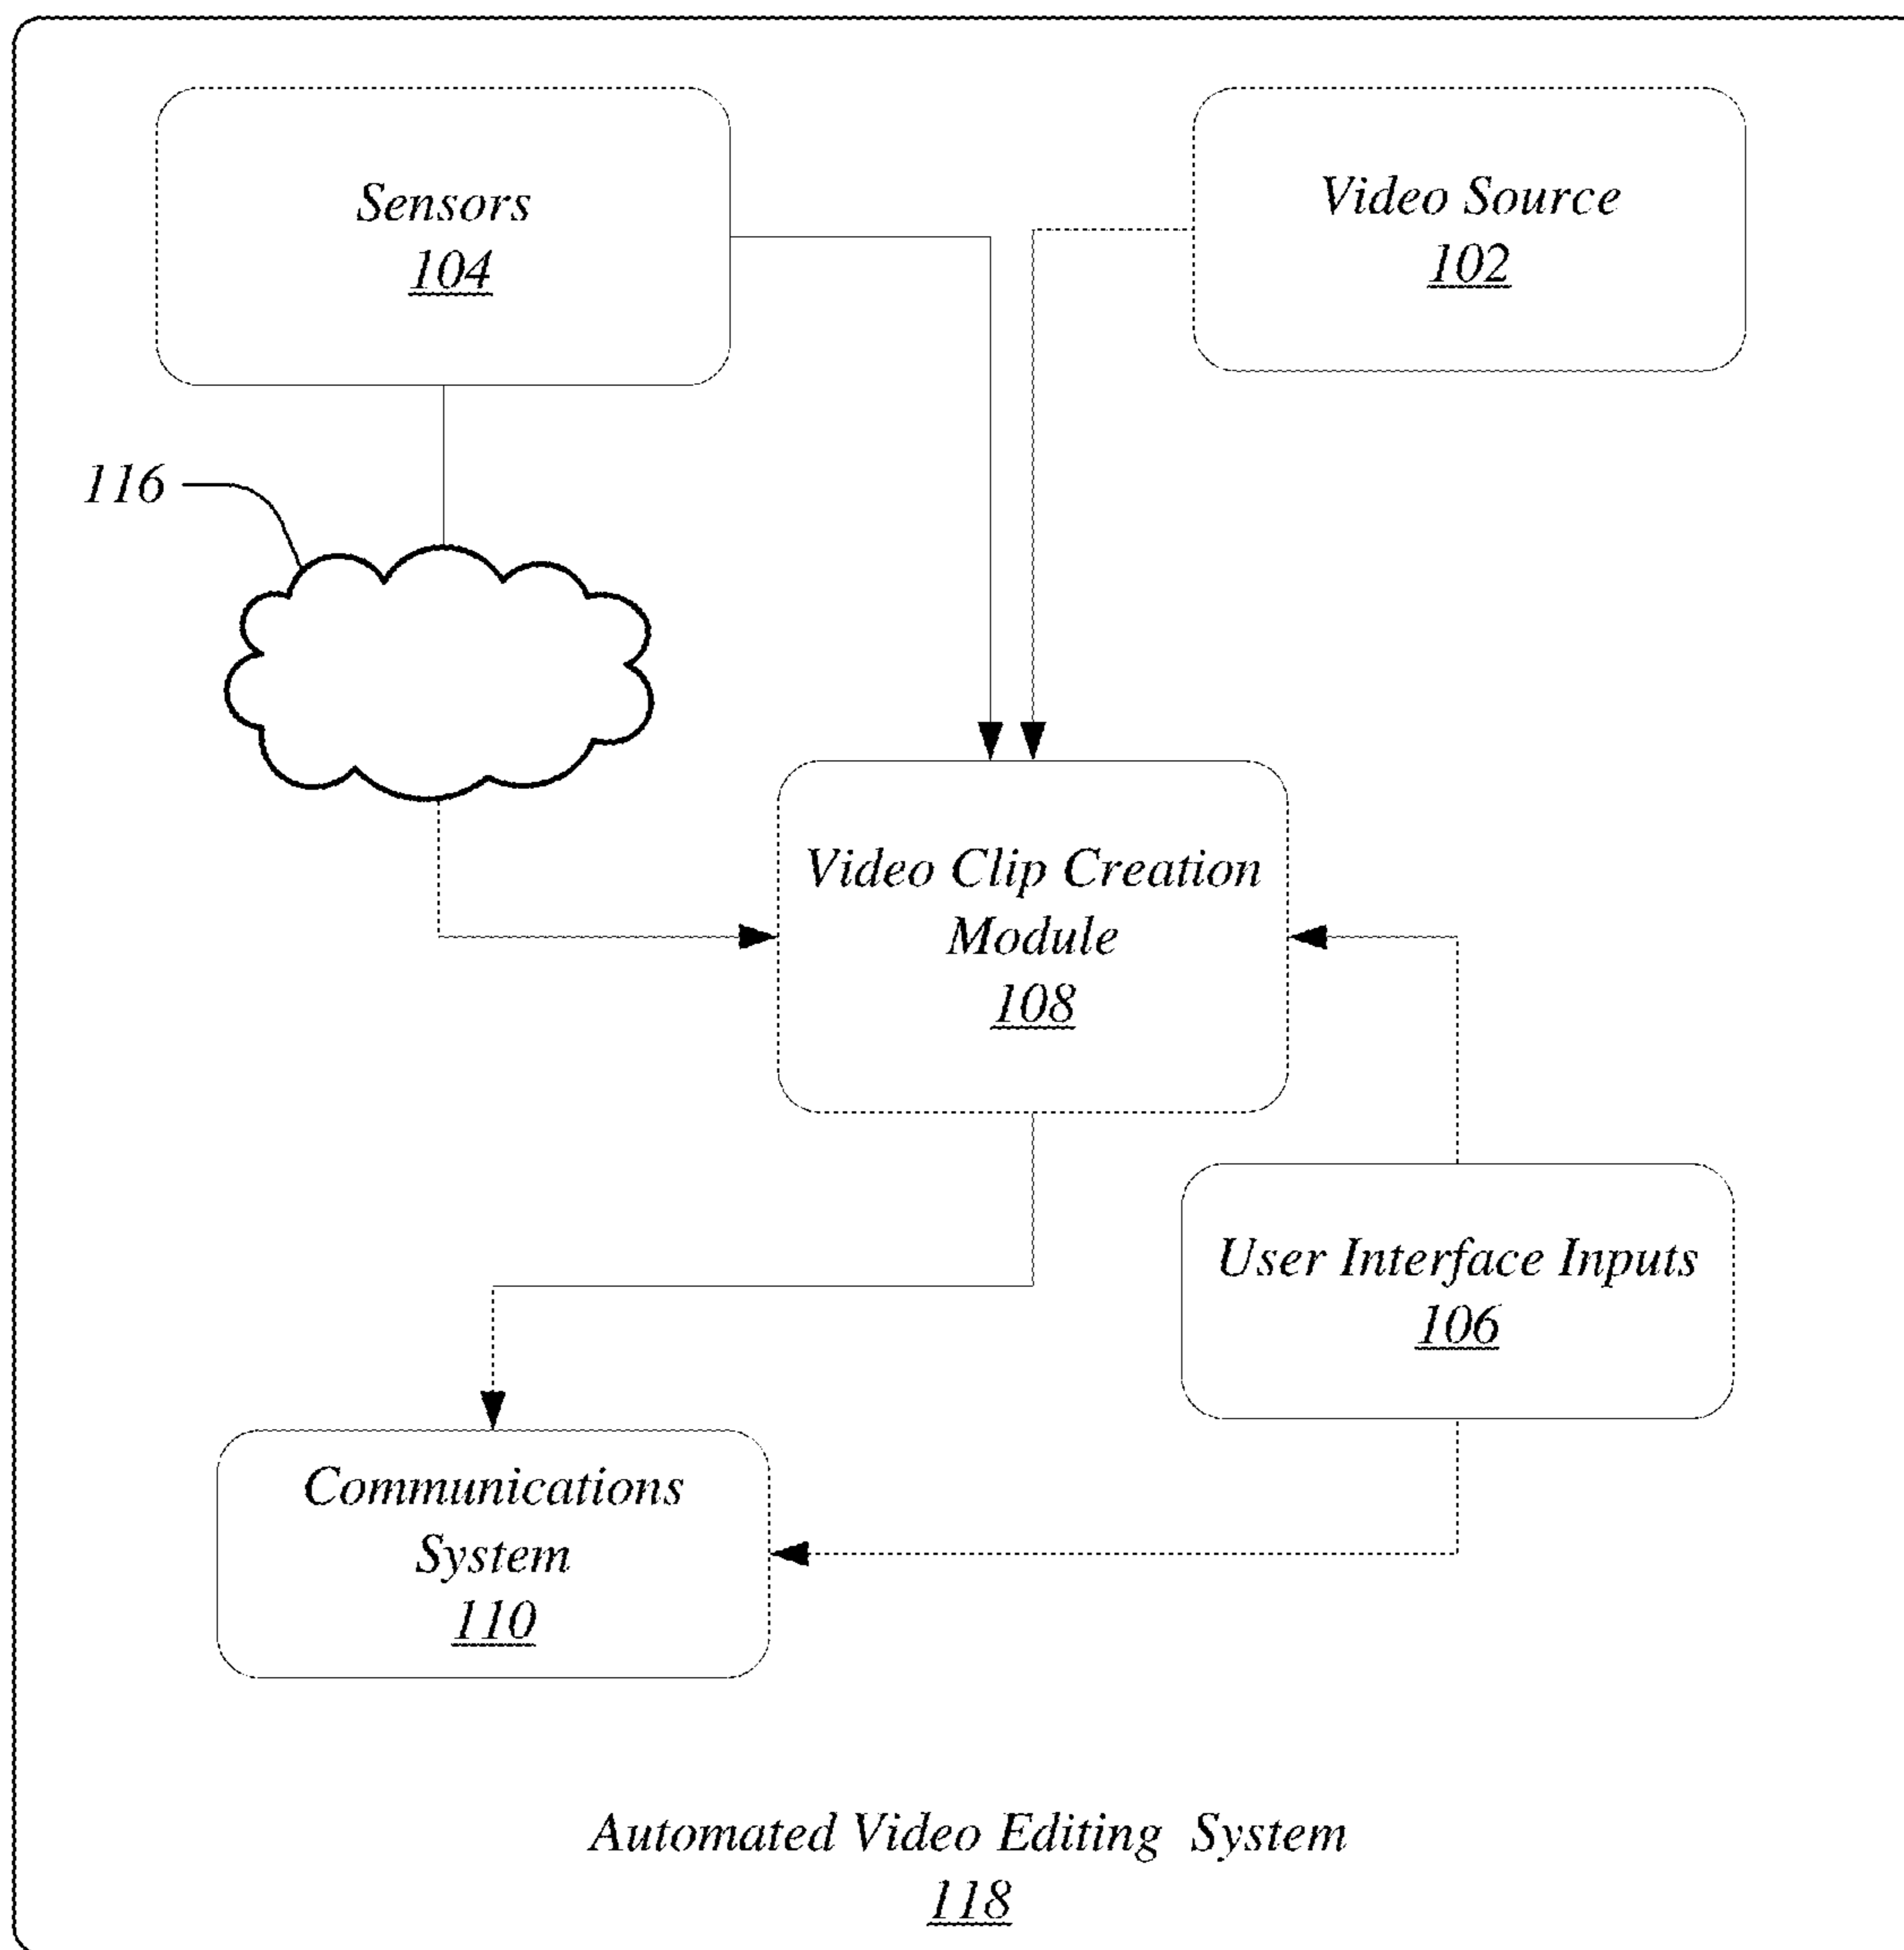 Sensors
104
Video Source
102
116
Video Clip Creation
Module
108
User Interface Inputs
106
Communications
System
110
Automated Video Editing System
118